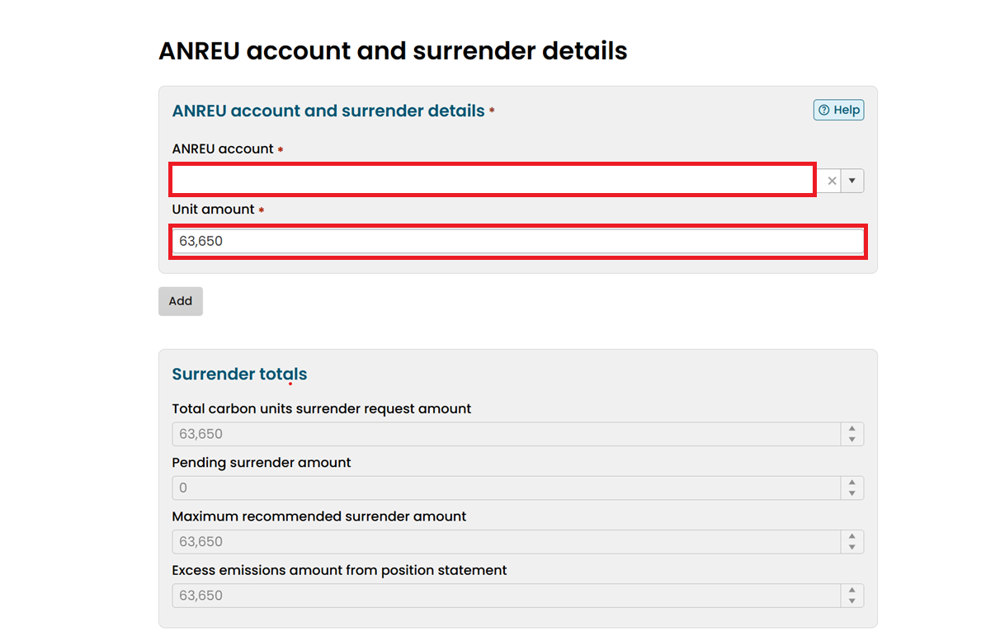 ANREU account and surrender details
ANREU account and surrender details *
Help
ANREU account *
Unit amount *
63,650
Add
Surrender totals
Total carbon units surrender request amount
63,650
Pending surrender amount
0
Maximum recommended surrender amount
63,650
Excess emissions amount from position statement
63,650